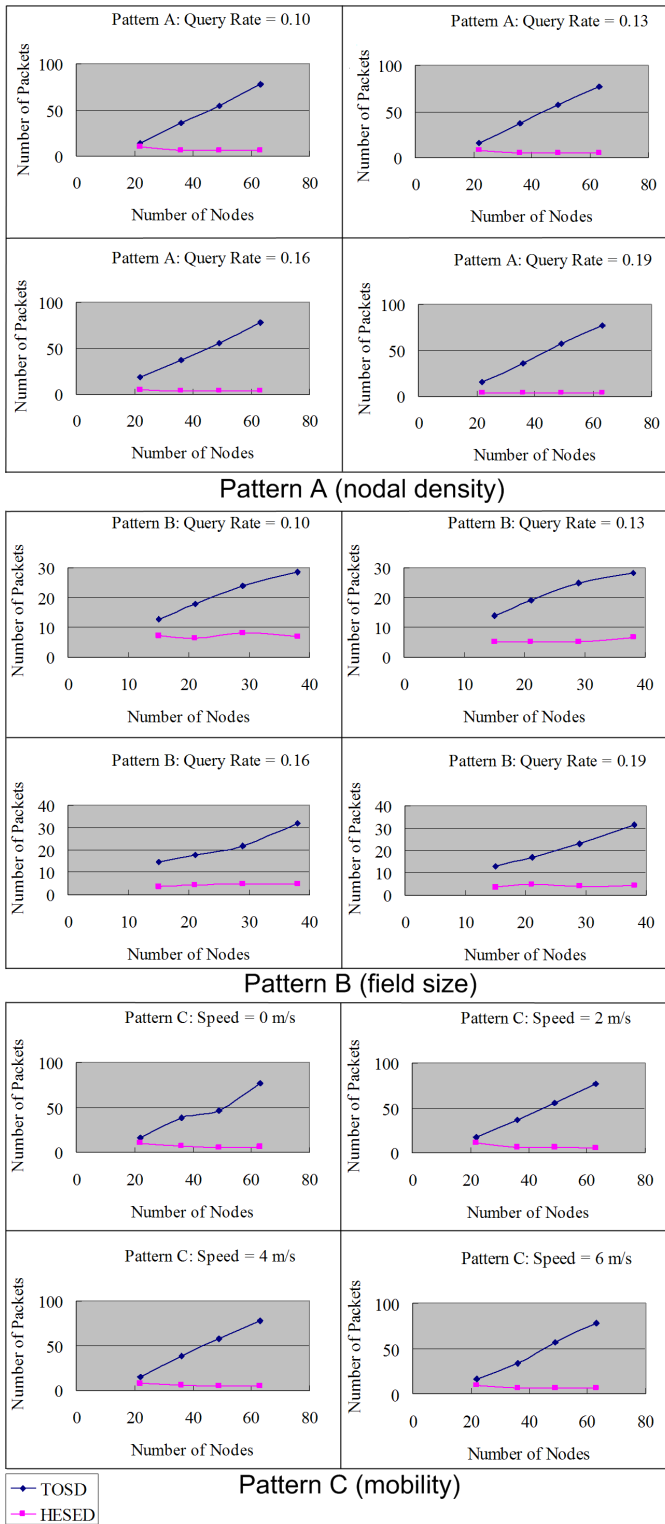 Pattern A: Query Rate = 0.10
Number of Packets
100
50
0
0 20 40 60 80
Number of Nodes
Pattern A: Query Rate = 0.13
Number of Packets
100
50
0
0 20 40 60 80
Number of Nodes
Pattern A: Query Rate = 0.16
Number of Packets
100
50
0
0 20 40 60 80
Number of Nodes
Pattern A: Query Rate = 0.19
Number of Packets
100
50
0
0 20 40 60 80
Number of Nodes
Pattern A (nodal density)
Pattern B: Query Rate = 0.10
Number of Packets
30
20
10
0
0 10 20 30 40
Number of Nodes
Pattern B: Query Rate = 0.13
Number of Packets
30
20
10
0
0 10 20 30 40
Number of Nodes
Pattern B: Query Rate = 0.16
Number of Packets
40
30
20
10
0
0 10 20 30 40
Number of Nodes
Pattern B: Query Rate = 0.19
Number of Packets
40
30
20
10
0
0 10 20 30 40
Number of Nodes
Pattern B (field size)
Pattern C: Speed = 0 m/s
Number of Packets
100
50
0
0 20 40 60 80
Number of Nodes
Pattern C: Speed = 2 m/s
Number of Packets
100
50
0
0 20 40 60 80
Number of Nodes
Pattern C: Speed = 4 m/s
Number of Packets
100
50
0
0 20 40 60 80
Number of Nodes
Pattern C: Speed = 6 m/s
Number of Packets
100
50
0
0 20 40 60 80
Number of Nodes
Pattern C (mobility)
TOSD
HESED